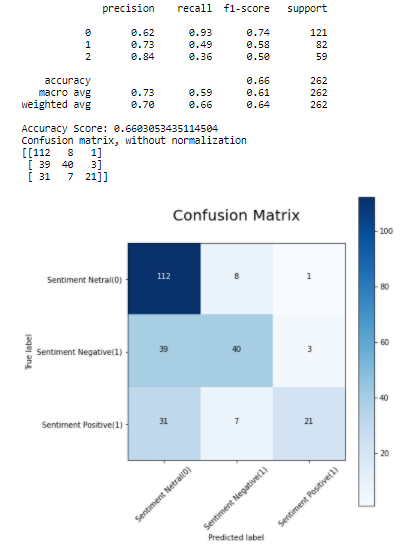 precision recall f1-score support
0 0.62 0.93 0.74 121
1 0.73 0.49 0.58 82
2 0.84 0.36 0.50 59
accuracy 0.66 262
macro avg 0.73 0.59 0.61 262
weighted avg 0.70 0.66 0.64 262
Accuracy Score: 0.6603053435114504
Confusion matrix, without normalization
[[112 8 1]
[ 39 40 3]
[ 31 7 21]]
Confusion Matrix
Sentiment Netral(0) 112 8 1
Sentiment Negative(1) 39 40 3
Sentiment Positive(1) 31 7 21
True label
Sentiment Netral(0) Sentiment Negative(1) Sentiment Positive(1)
Predicted label
100
80
60
40
20